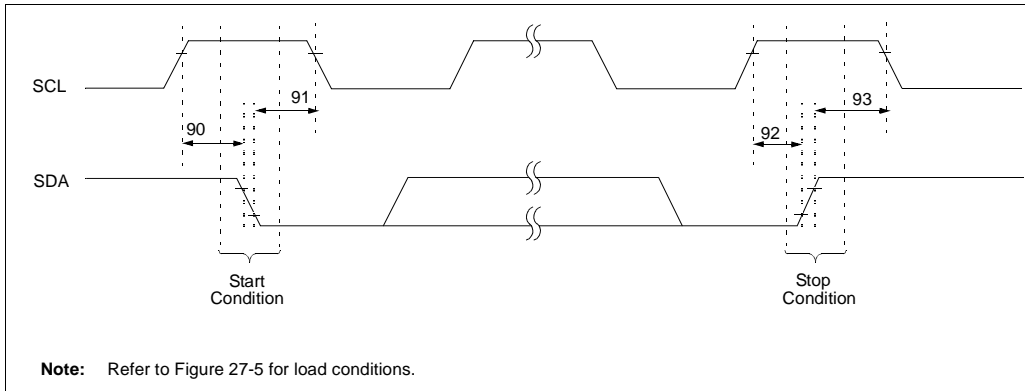 SCL
91
93
90
92
SDA
Start
Condition
Stop
Condition
Note: Refer to Figure 27-5 for load conditions.